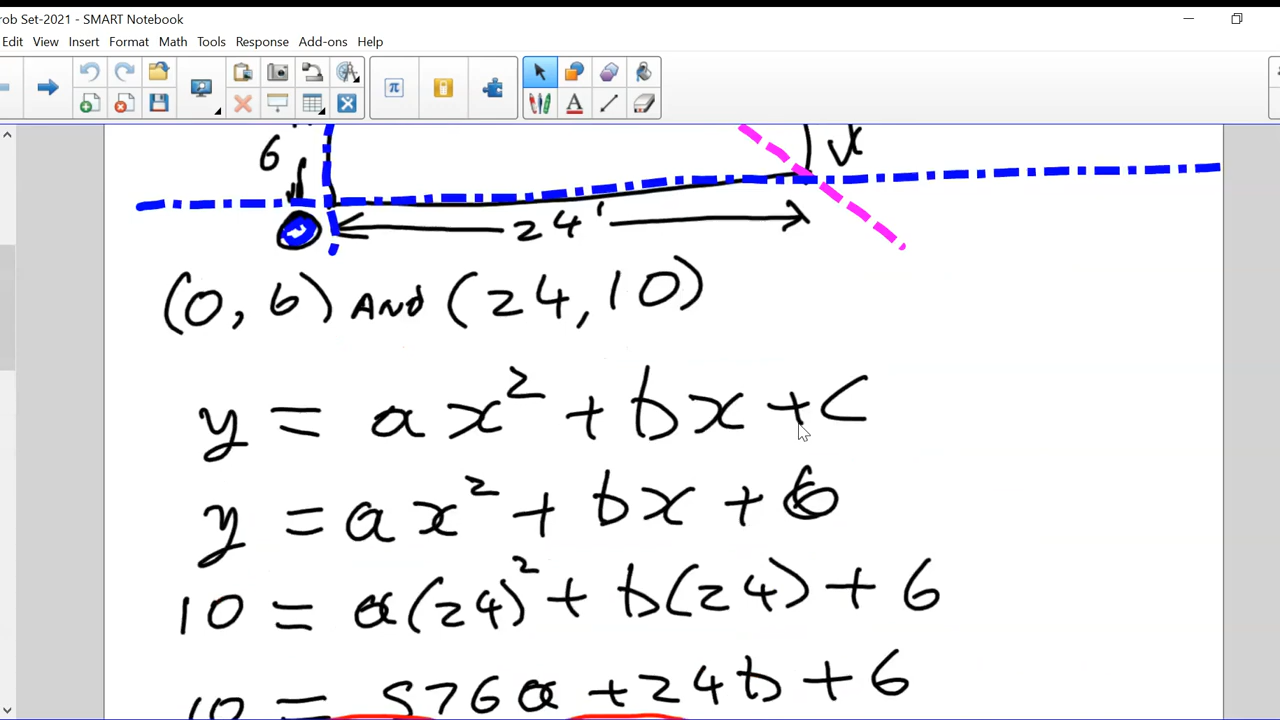 rob Set-2021 - SMART Notebook
Edit View Insert Format Math Tools Response Add-ons Help
π
A
6
24'
(0, 6) AND (24, 10)
y = ax² + bx + c
y = ax² + bx + 6
10 = a(24)² + b(24) + 6
10 = 576a + 24b + 6